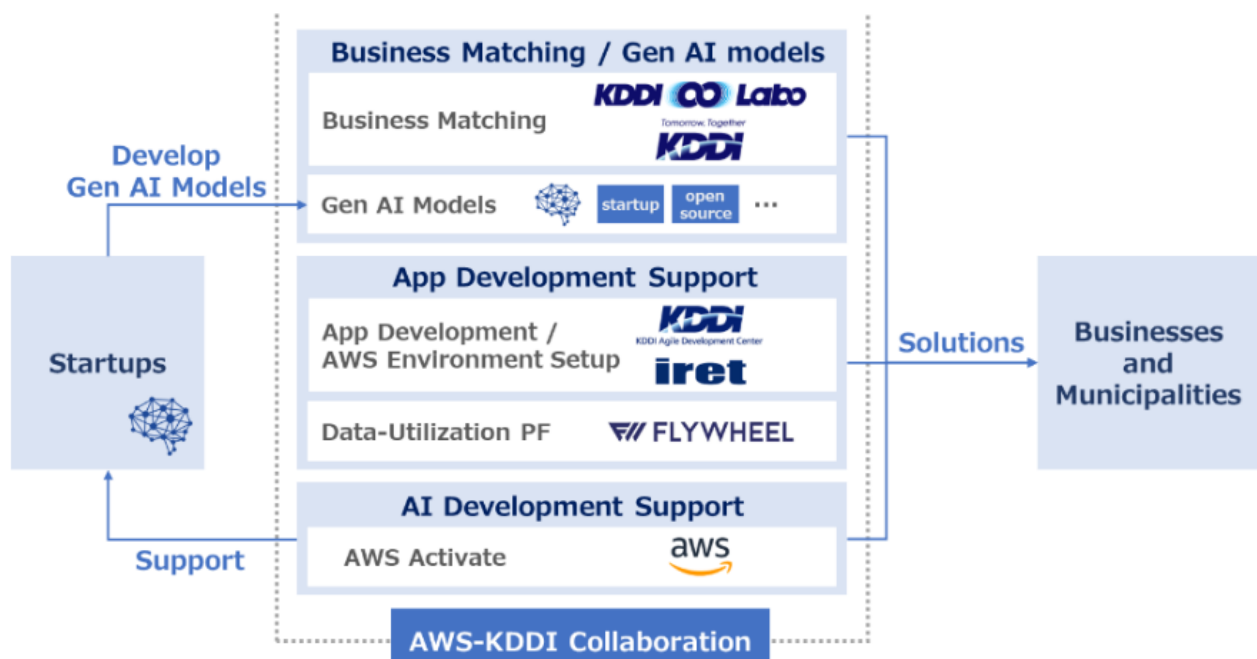 Business Matching / Gen AI models
Business Matching
KDDI ∞ Labo
Tomorrow, Together
KDDI
Develop
Gen AI Models
Gen AI Models
startup
open
source
...
App Development Support
App Development /
AWS Environment Setup
KDDI
KDDI Agile Development Center
iret
Data-Utilization PF
FLYWHEEL
Startups
Solutions
Businesses
and
Municipalities
AI Development Support
AWS Activate
aws
Support
AWS-KDDI Collaboration